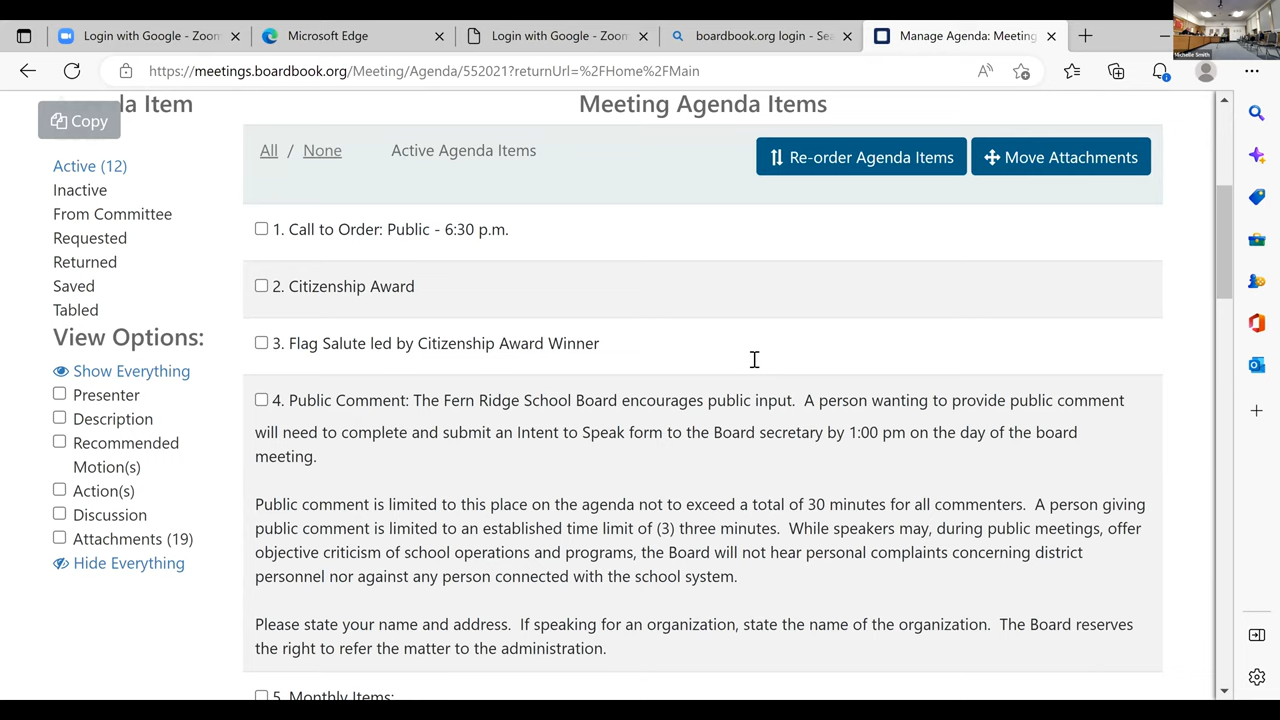 Login with Google - Zoom
Microsoft Edge
Login with Google - Zoom
boardbook.org login - Sea
Manage Agenda: Meeting
https://meetings.boardbook.org/Meeting/Agenda/552021?returnUrl=%2FHome%2FMain
Michelle Smith
da Item
Copy
Active (12)
Inactive
From Committee
Requested
Returned
Saved
Tabled
View Options:
Show Everything
Presenter
Description
Recommended
Motion(s)
Action(s)
Discussion
Attachments (19)
Hide Everything
Meeting Agenda Items
All / None
Active Agenda Items
Re-order Agenda Items
Move Attachments
1. Call to Order: Public - 6:30 p.m.
2. Citizenship Award
3. Flag Salute led by Citizenship Award Winner
4. Public Comment: The Fern Ridge School Board encourages public input. A person wanting to provide public comment
will need to complete and submit an Intent to Speak form to the Board secretary by 1:00 pm on the day of the board
meeting.
Public comment is limited to this place on the agenda not to exceed a total of 30 minutes for all commenters. A person giving
public comment is limited to an established time limit of (3) three minutes. While speakers may, during public meetings, offer
objective criticism of school operations and programs, the Board will not hear personal complaints concerning district
personnel nor against any person connected with the school system.
Please state your name and address. If speaking for an organization, state the name of the organization. The Board reserves
the right to refer the matter to the administration.
5. Monthly Items: